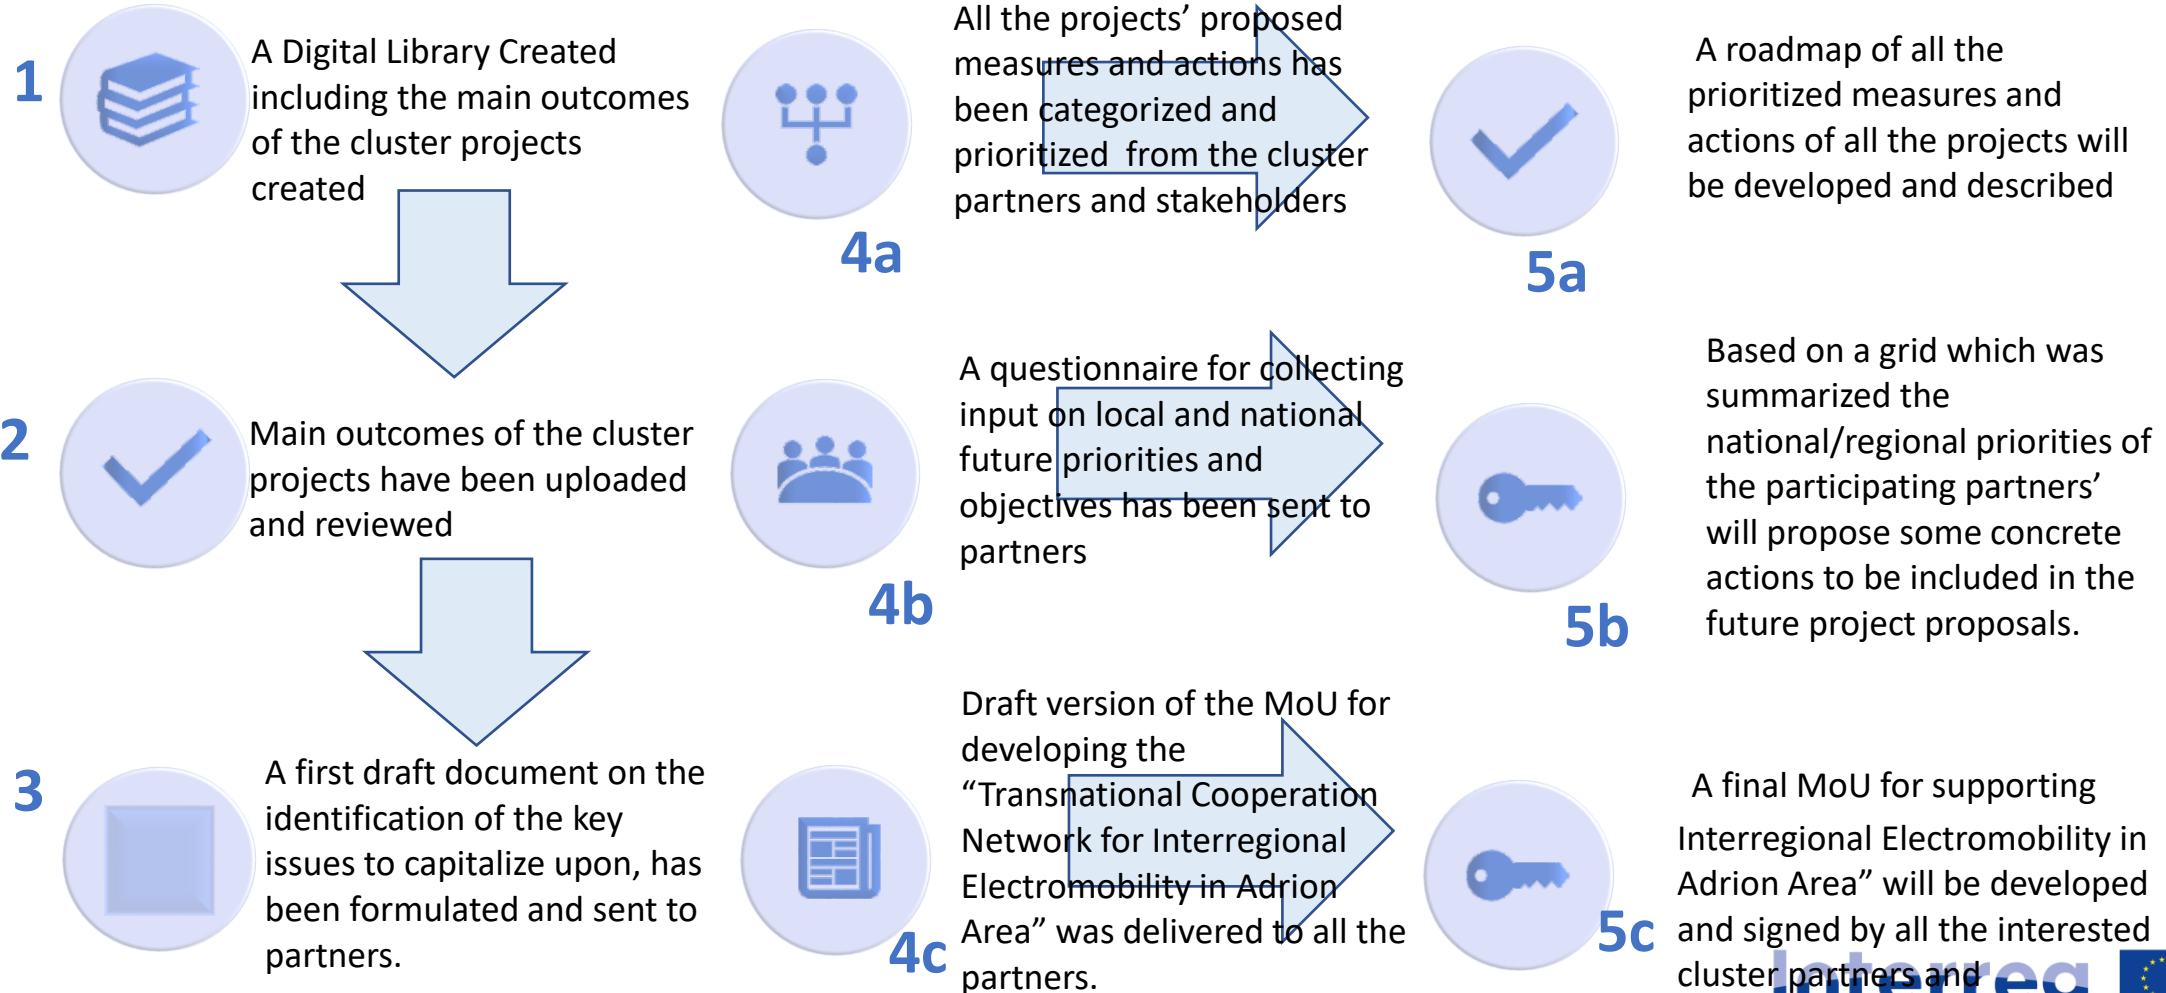 1
A Digital Library Created
including the main outcomes
of the cluster projects
created
2
Main outcomes of the cluster
projects have been uploaded
and reviewed
3
A first draft document on the
identification of the key
issues to capitalize upon, has
been formulated and sent to
partners.
All the projects’ proposed
measures and actions has
been categorized and
prioritized  from the cluster
partners and stakeholders
4a
A roadmap of all the
prioritized measures and
actions of all the projects will
be developed and described
5a
A questionnaire for collecting
input on local and national
future priorities and
objectives has been sent to
partners
4b
Based on a grid which was
summarized the
national/regional priorities of
the participating partners’
will propose some concrete
actions to be included in the
future project proposals.
5b
Draft version of the MoU for
developing the
“Transnational Cooperation
Network for Interregional
Electromobility in Adrion
Area” was delivered to all the
partners.
4c
A final MoU for supporting
Interregional Electromobility in
Adrion Area” will be developed
and signed by all the interested
cluster partners and
5c
Interreg